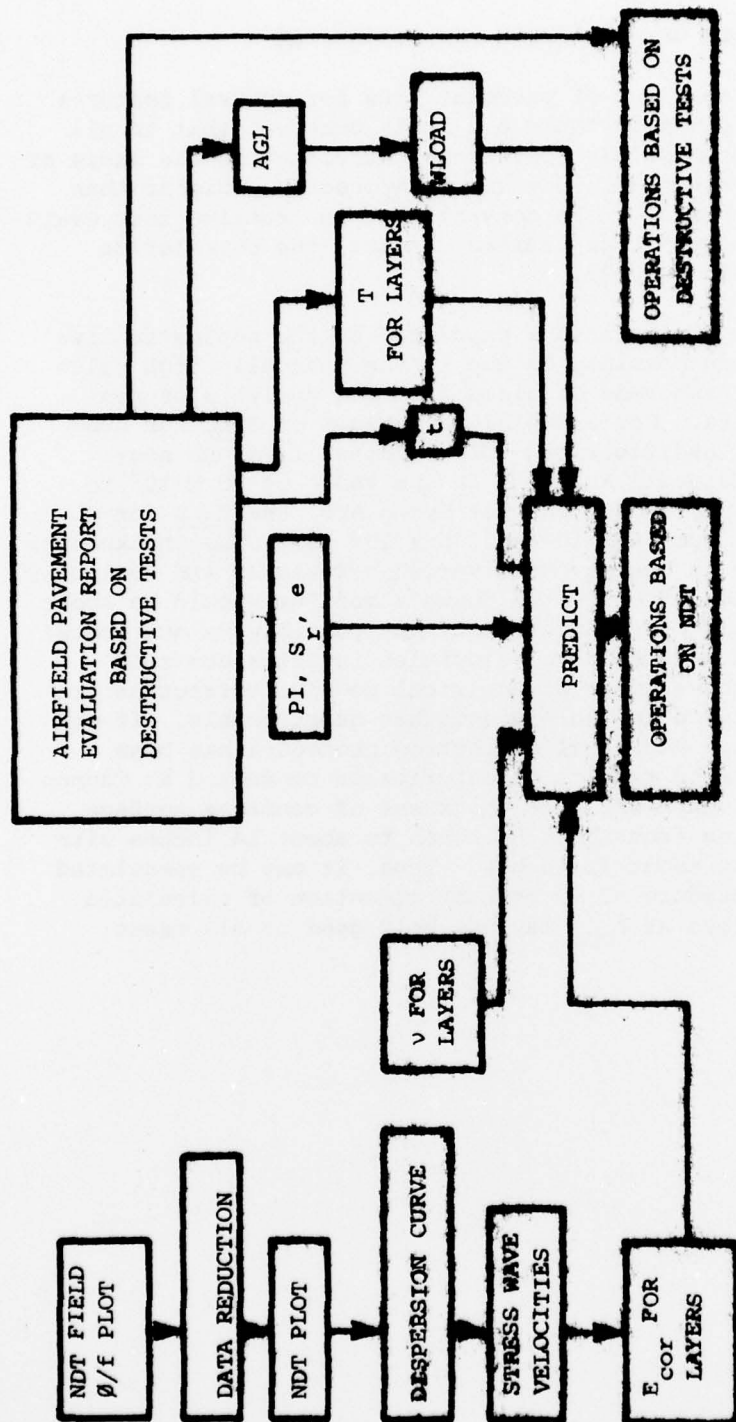 NDT FIELD
Ø/f PLOT
DATA REDUCTION
NDT PLOT
DESPERSION CURVE
STRESS WAVE
VELOCITIES
E cor FOR
LAYERS
ν FOR
LAYERS
AIRFIELD PAVEMENT
EVALUATION REPORT
BASED ON
DESTRUCTIVE TESTS
PI, Sr, e
t
T
FOR LAYERS
AGL
WLOAD
PREDICT
OPERATIONS BASED
ON NDT
OPERATIONS BASED ON
DESTRUCTIVE TESTS